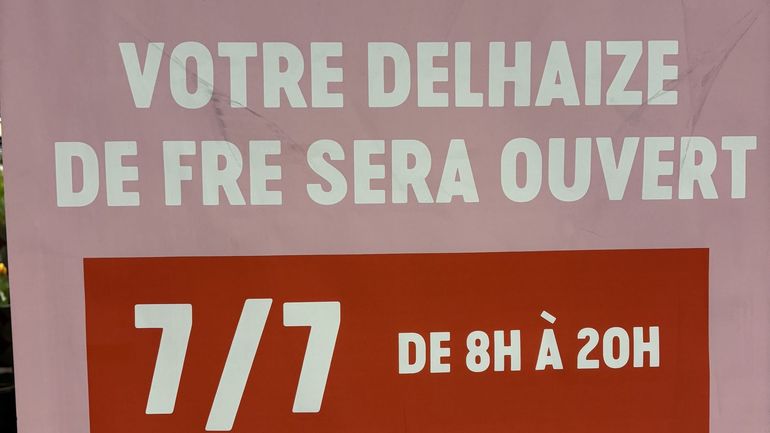 VOTRE DELHAIZE
DE FRE SERA OUVERT
7/7 DE 8H À 20H